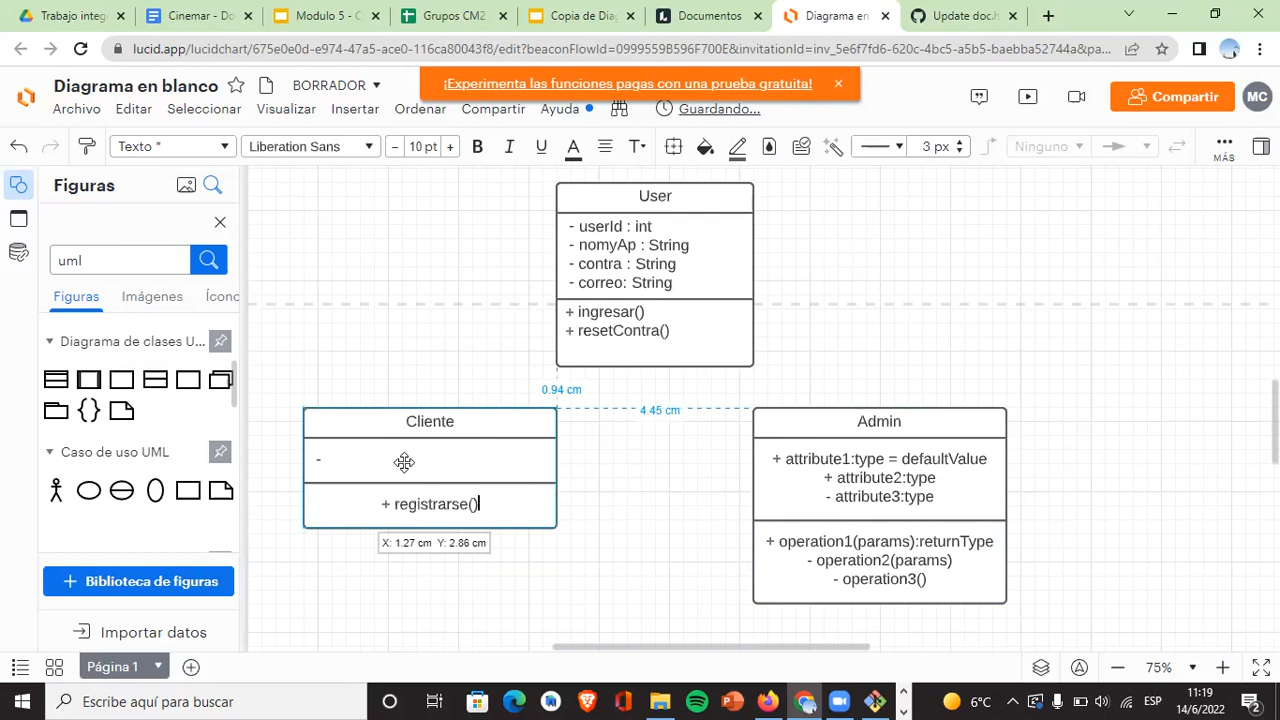 Trabajo integ
Cinemar - Do
Modulo 5 - C
Grupos CM2
Copia de Dia
Documentos
Diagrama en
Update doc.h
lucid.app/lucidchart/675e0e0d-e974-47a5-ace0-116ca80043f8/edit?beaconFlowId=0999559B596F700E&invitationId=inv_5e6f7fd6-620c-4bc5-a5b5-baebba52744a&pa...
Diagrama en blanco
BORRADOR
¡Experimenta las funciones pagas con una prueba gratuita!
Compartir
MC
Archivo
Editar
Selección
Visualizar
Insertar
Ordenar
Compartir
Ayuda
Guardando...
Texto *
Liberation Sans
10 pt
B I U A T
3 px
Ninguno
MÁS
Figuras
uml
Figuras
Imágenes
Ícono
Diagrama de clases U...
Caso de uso UML
Biblioteca de figuras
Importar datos
User
- userId : int
- nomyAp : String
- contra : String
- correo: String
+ ingresar()
+ resetContra()
0.94 cm
4.45 cm
Cliente
-
+ registrarse()
X: 1.27 cm Y: 2.86 cm
Admin
+ attribute1:type = defaultValue
+ attribute2:type
- attribute3:type
+ operation1(params):returnType
- operation2(params)
- operation3()
Página 1
75%
Escribe aquí para buscar
6°C
ESP
11:19
14/6/2022
2